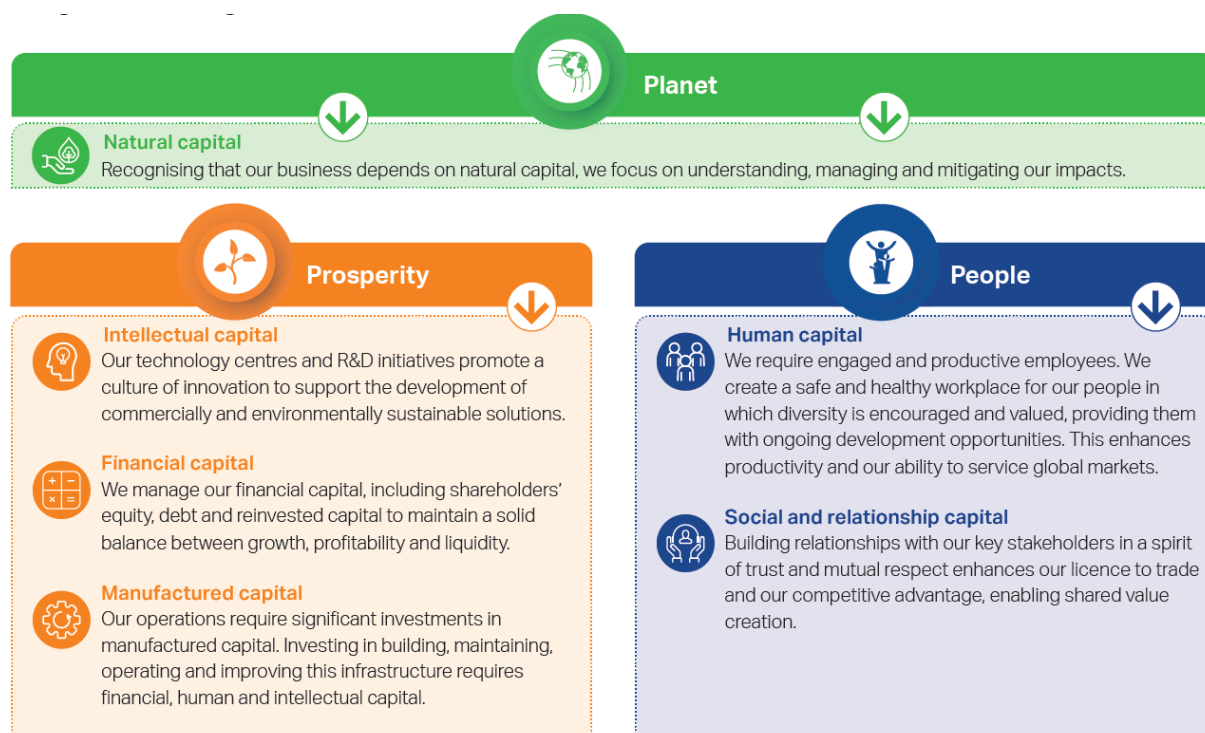 Planet
Natural capital
Recognising that our business depends on natural capital, we focus on understanding, managing and mitigating our impacts.
Prosperity
Intellectual capital
Our technology centres and R&D initiatives promote a
culture of innovation to support the development of
commercially and environmentally sustainable solutions.
Financial capital
We manage our financial capital, including shareholders’
equity, debt and reinvested capital to maintain a solid
balance between growth, profitability and liquidity.
Manufactured capital
Our operations require significant investments in
manufactured capital. Investing in building, maintaining,
operating and improving this infrastructure requires
financial, human and intellectual capital.
People
Human capital
We require engaged and productive employees. We
create a safe and healthy workplace for our people in
which diversity is encouraged and valued, providing them
with ongoing development opportunities. This enhances
productivity and our ability to service global markets.
Social and relationship capital
Building relationships with our key stakeholders in a spirit
of trust and mutual respect enhances our licence to trade
and our competitive advantage, enabling shared value
creation.